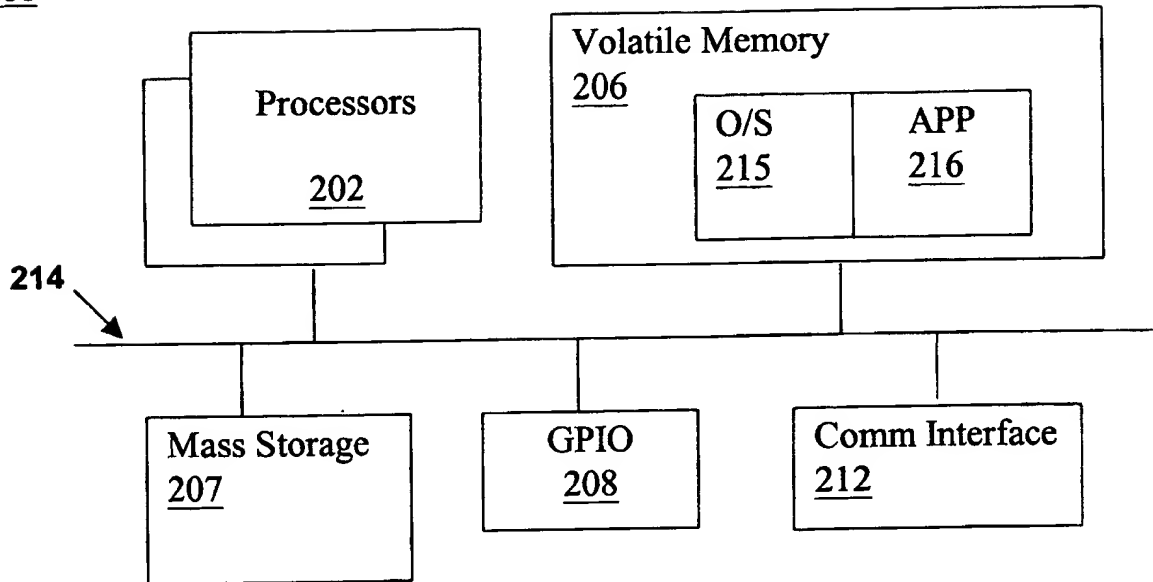 Processors
202
Volatile Memory
206
O/S
215
APP
216
214
Mass Storage
207
GPIO
208
Comm Interface
212